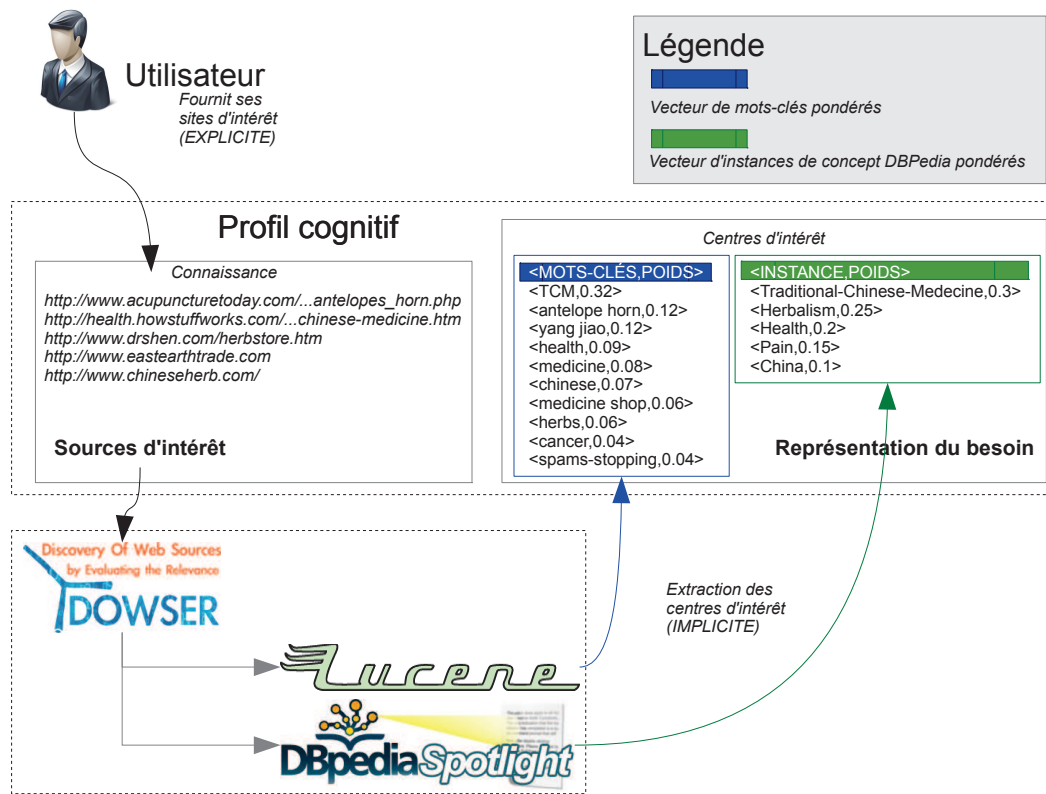 Utilisateur
Fournit ses
sites d'intérêt
(EXPLICITE)
Légende
Vecteur de mots-clés pondérés
Vecteur d'instances de concept DBPedia pondérés
Profil cognitif
Connaissance
http://www.acupuncturetoday.com/...antelopes_horn.php
http://health.howstuffworks.com/...chinese-medicine.htm
http://www.drshen.com/herbstore.htm
http://www.eastearthtrade.com
http://www.chineseherb.com/
Sources d'intérêt
Centres d'intérêt
<MOTS-CLÉS,POIDS>
<TCM,0.32>
<antelope horn,0.12>
<yang jiao,0.12>
<health,0.09>
<medicine,0.08>
<chinese,0.07>
<medicine shop,0.06>
<herbs,0.06>
<cancer,0.04>
<spams-stopping,0.04>
<INSTANCE,POIDS>
<Traditional-Chinese-Medecine,0.3>
<Herbalism,0.25>
<Health,0.2>
<Pain,0.15>
<China,0.1>
Représentation du besoin
Discovery Of Web Sources
by Evaluating the Relevance
DOWSER
Extraction des
centres d'intérêt
(IMPLICITE)
Lucene
DBpedia Spotlight